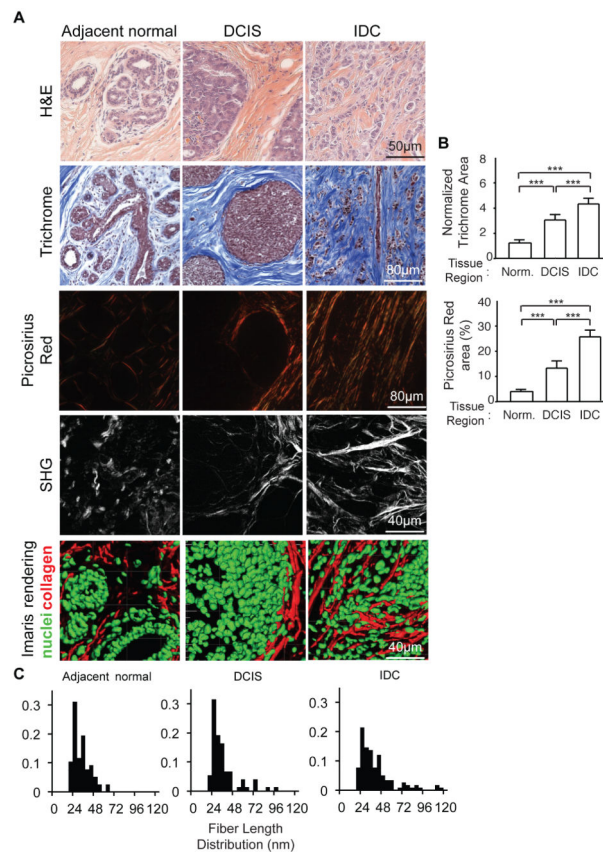 A
Adjacent normal DCIS IDC
H&E
50μm
Trichrome
80μm
Picrosirius
Red
80μm
SHG
40μm
Imaris rendering
nuclei collagen
40μm
B
Normalized
Trichrome Area
8
6
4
2
0
***
*** ***
Tissue
Region : Norm. DCIS IDC
Picrosirius Red
area (%)
40
30
20
10
0
***
*** ***
Tissue
Region : Norm. DCIS IDC
C
Adjacent normal DCIS IDC
0.3 0.3 0.3
0.2 0.2 0.2
0.1 0.1 0.1
0 0 0
0 24 48 72 96 120 0 24 48 72 96 120 0 24 48 72 96 120
Fiber Length
Distribution (nm)